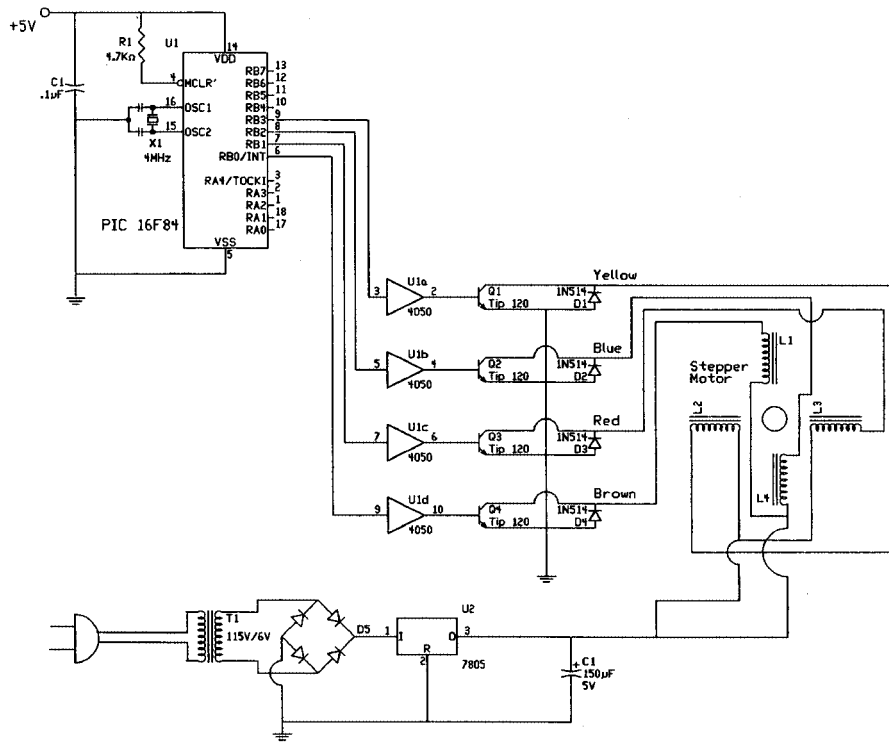 +5V
R1
4.7KΩ
U1
14
VDD
C1
.1µF
4
MCLR'
16
OSC1
15
OSC2
X1
4MHz
RB7 13
RB6 12
RB5 11
RB4 10
RB3 9
RB2 8
RB1 7
RB0/INT 6
RA4/TOCKI 3
RA3 2
RA2 1
RA1 18
RA0 17
PIC 16F84
VSS
5
3
U1a
2
4050
Q1
Tip 120
1N514
D1
Yellow
5
U1b
4
4050
Q2
Tip 120
1N514
D2
Blue
7
U1c
6
4050
Q3
Tip 120
1N514
D3
Red
9
U1d
10
4050
Q4
Tip 120
1N514
D4
Brown
L1
Stepper
Motor
L2
L3
L4
T1
115V/6V
D5
1
I
U2
O
3
R
2
7805
+
C1
150µF
5V